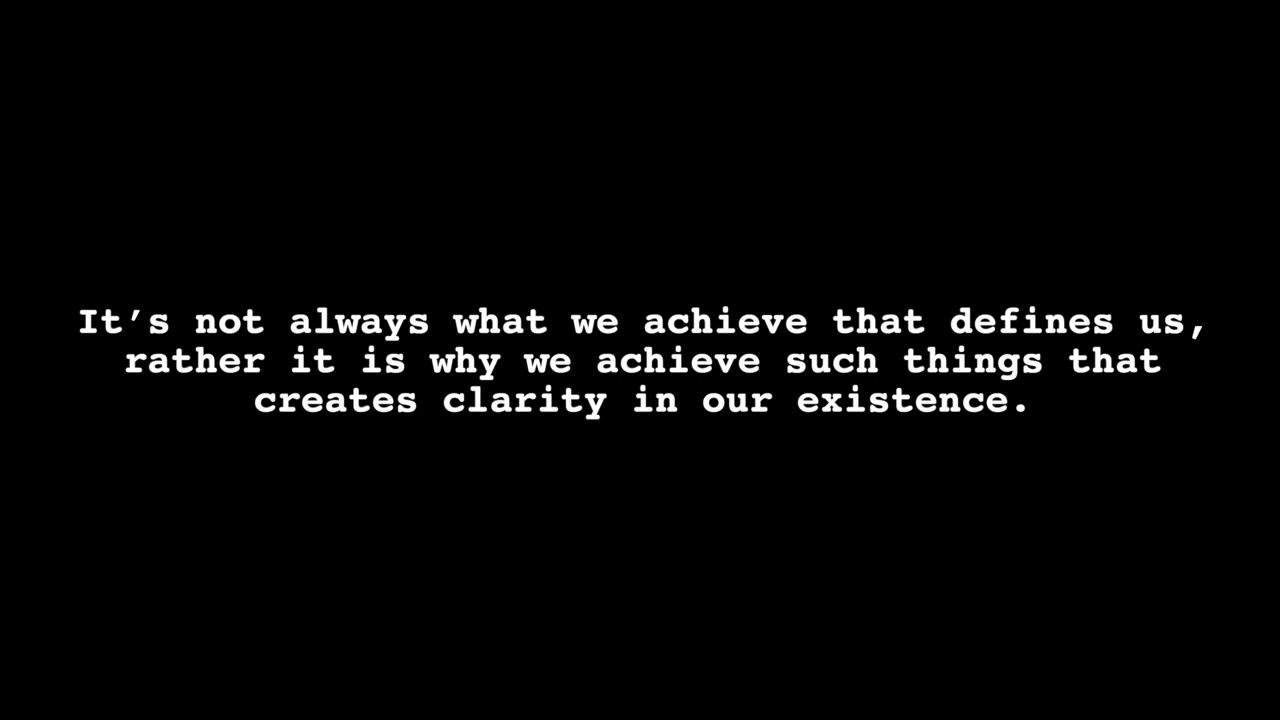 It’s not always what we achieve that defines us,
rather it is why we achieve such things that
creates clarity in our existence.